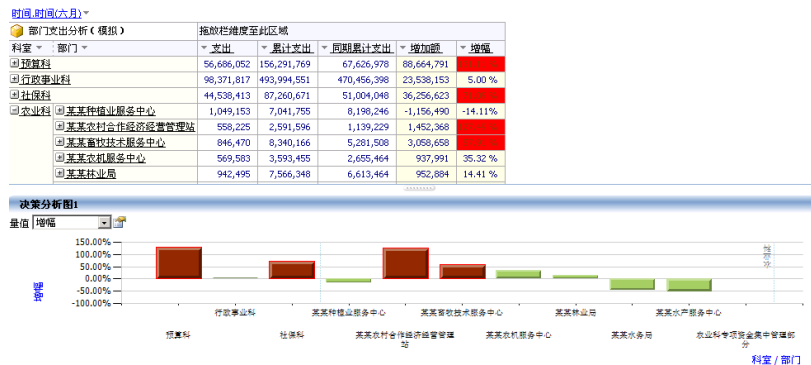 时间.时间(六月)
部门支出分析(模拟) 拖放栏维度至此区域
科室 部门 支出 累计支出 同期累计支出 增加额 增幅
预算科 56,686,052 156,291,769 67,626,978 88,664,791
行政事业科 98,371,817 493,994,551 470,456,398 23,538,153 5.00 %
社保科 44,538,413 87,260,671 51,004,048 36,256,623
农业科 某某种植业服务中心 1,049,153 7,041,755 8,198,246 -1,156,490 -14.11%
某某农村合作经济经营管理站 558,225 2,591,596 1,139,229 1,452,368
某某畜牧技术服务中心 846,470 8,340,166 5,281,508 3,058,658
某某农机服务中心 569,583 3,593,455 2,655,464 937,991 35.32 %
某某林业局 942,495 7,566,348 6,613,464 952,884 14.41 %
决策分析图1
量值 增幅
150.00%
100.00%
50.00%
0.00%
-50.00%
-100.00%
增幅
行政事业科 某某种植业服务中心 某某畜牧技术服务中心 某某林业局 某某水产服务中心
预算科 社保科 某某农村合作经济经营管理站 某某农机服务中心 某某水务局 农业科专项资金集中管理部分
科室 / 部门